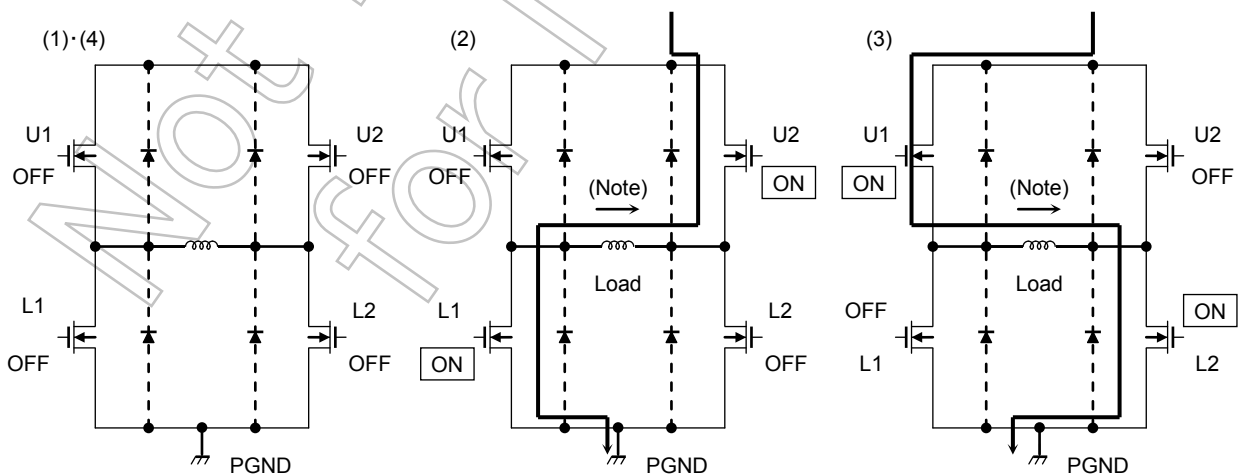 Not
for
(1)·(4)
U1
OFF
U2
OFF
L1
OFF
L2
OFF
PGND
(2)
U1
OFF
U2
ON
(Note)
Load
L1
ON
L2
OFF
PGND
(3)
U1
ON
U2
OFF
(Note)
Load
OFF
L1
ON
L2
PGND